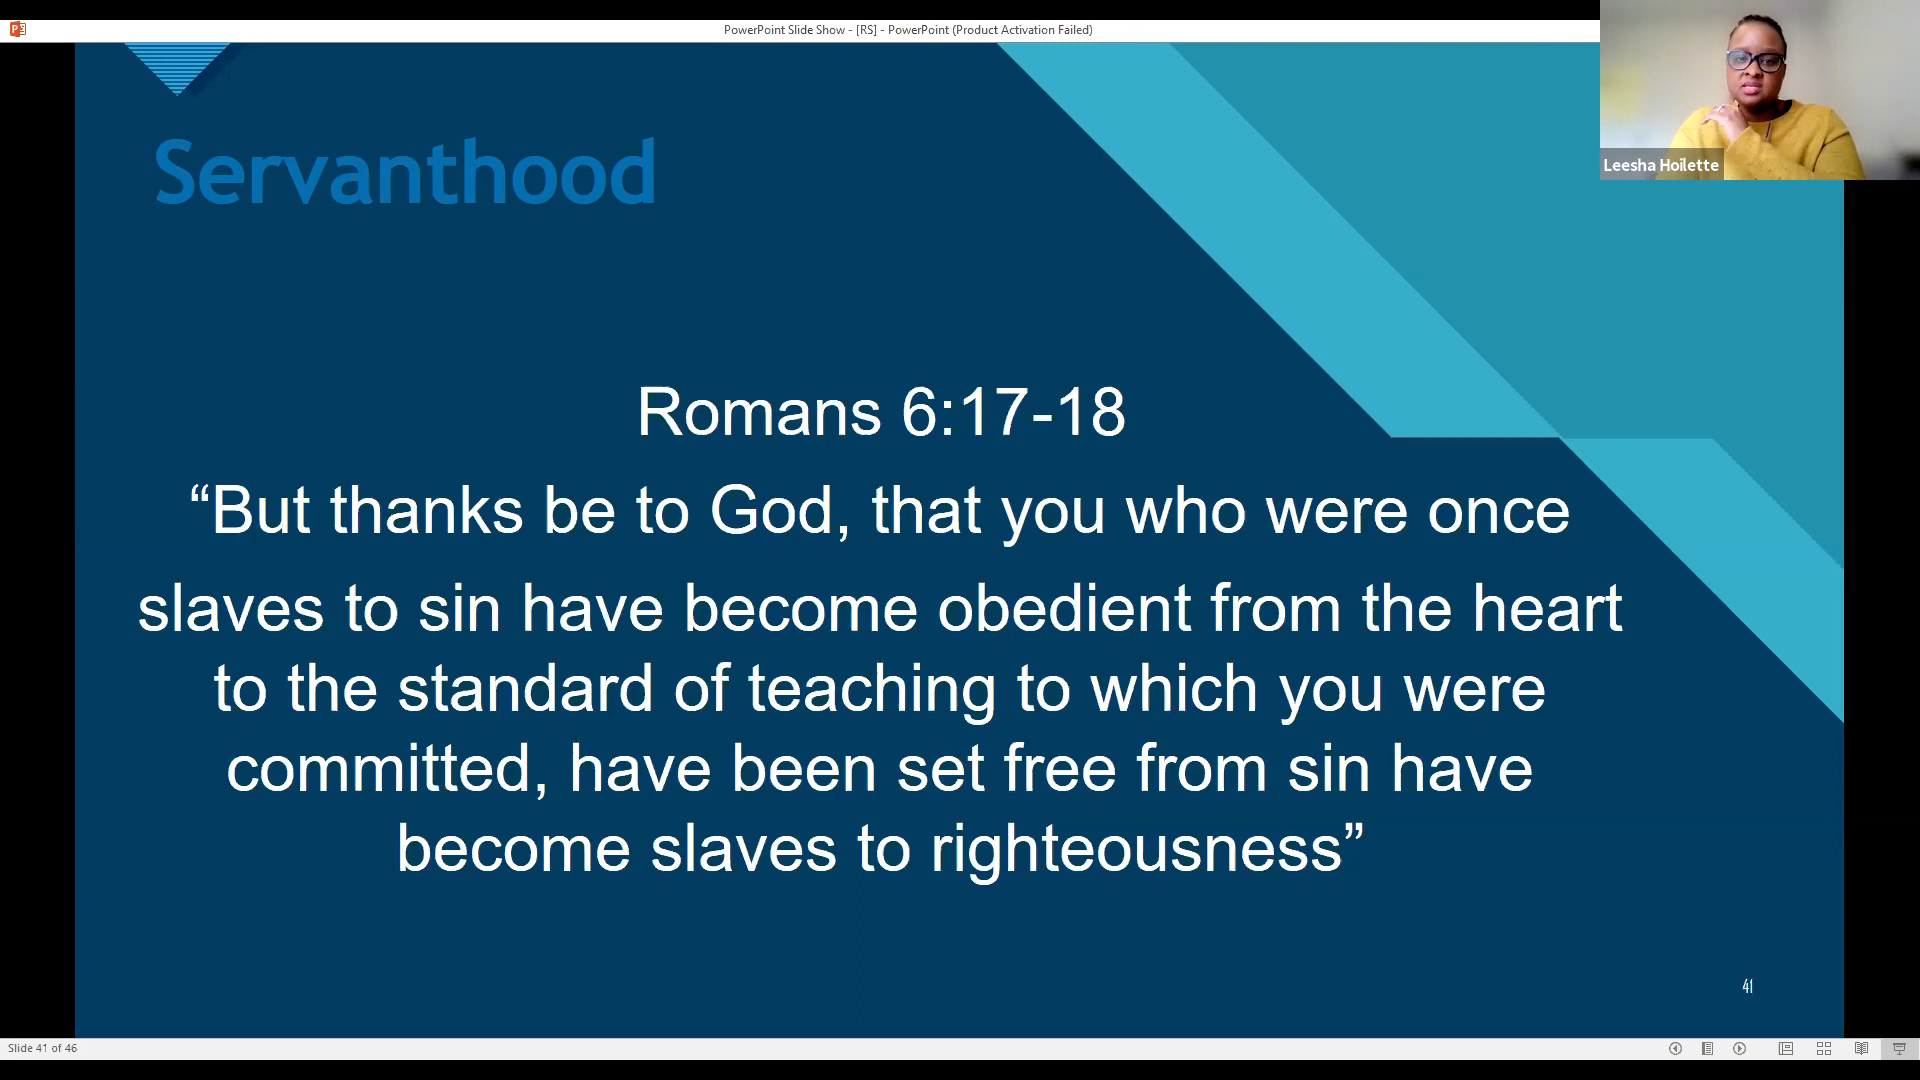 PowerPoint Slide Show - [RS] - PowerPoint (Product Activation Failed)
Leesha Hoilette
Servanthood
Romans 6:17-18
“But thanks be to God, that you who were once
slaves to sin have become obedient from the heart
to the standard of teaching to which you were
committed, have been set free from sin have
become slaves to righteousness”
41
Slide 41 of 46